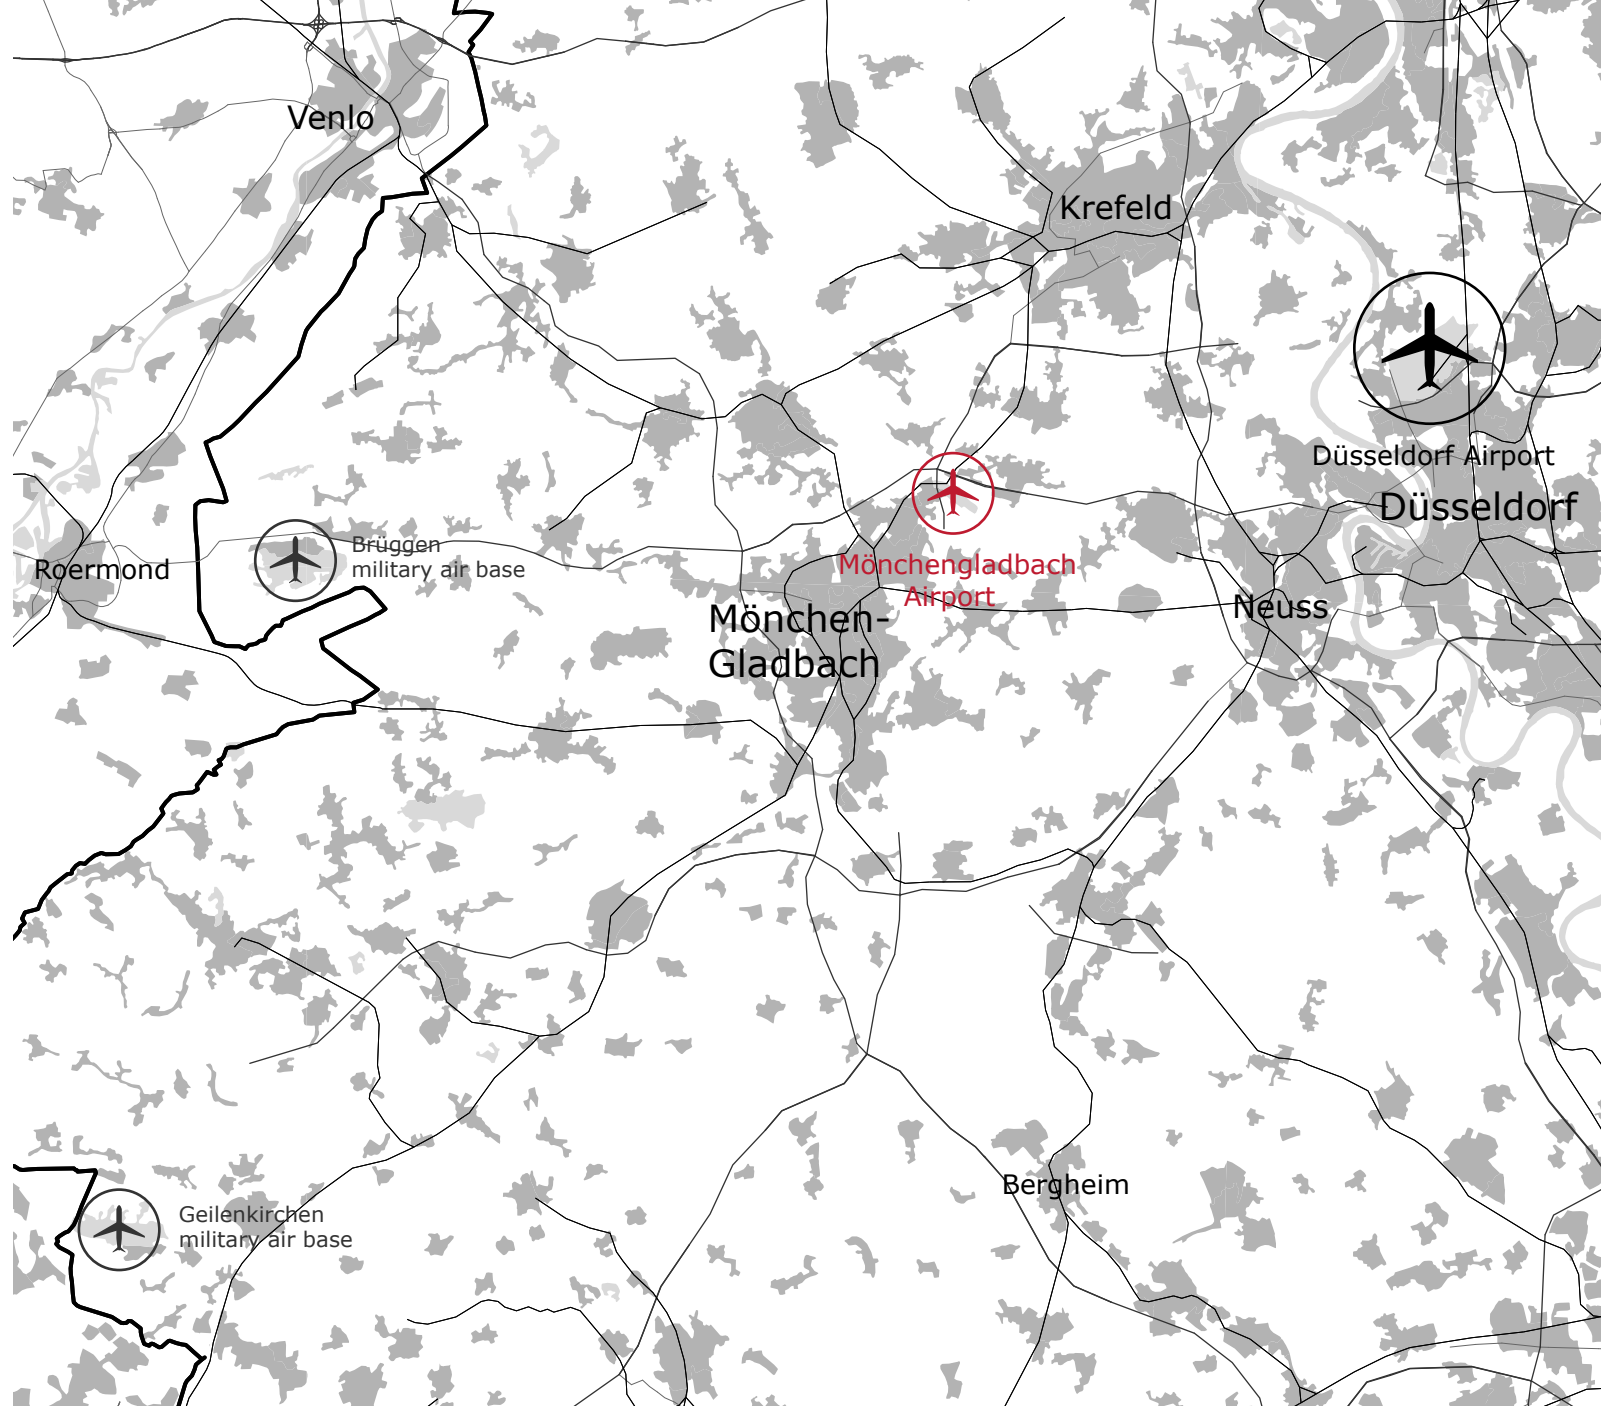 Venlo
Krefeld
Düsseldorf Airport
Düsseldorf
Brüggen
military air base
Roermond
Mönchengladbach
Airport
Mönchen-
Gladbach
Neuss
Bergheim
Geilenkirchen
military air base